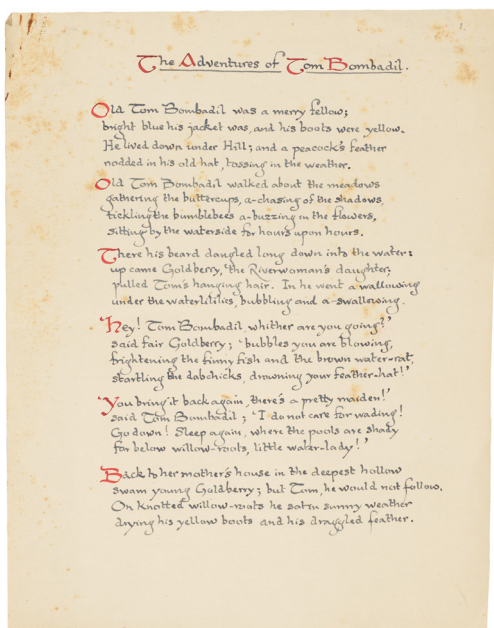 1.
The Adventures of Tom Bombadil.
Old Tom Bombadil was a merry fellow;
bright blue his jacket was, and his boots were yellow.
He lived down under Hill; and a peacock's feather
nodded in his old hat, tossing in the weather.
Old Tom Bombadil walked about the meadows
gathering the buttercups, a-chasing of the shadows,
tickling the bumblebees a-buzzing in the flowers,
sitting by the waterside for hours upon hours.
There his beard dangled long down into the water:
up came Goldberry, the Riverwoman's daughter;
pulled Tom's hanging hair. In he went a wallowing
under the waterlilies, bubbling and a-swallowing.
'Hey! Tom Bombadil, whither are you going?'
said fair Goldberry; 'bubbles you are blowing,
frightening the finny fish and the brown water-rat,
startling the dabchicks, drowning your feather-hat!'
'You bring it back again, there's a pretty maiden!'
said Tom Bombadil; 'I do not care for wading!
Go down! Sleep again, where the pools are shady
far below willow-roots, little water-lady!'
Back to her mother's house in the deepest hollow
swam young Goldberry; but Tom, he would not follow.
On knotted willow-roots he sat in sunny weather
drying his yellow boots and his draggled feather.